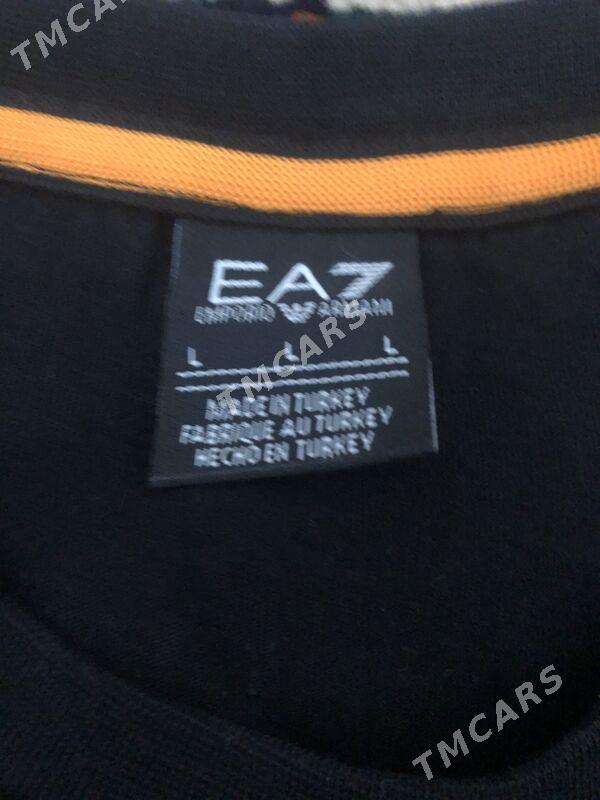 TMCARS
EA7
EMPORIO ARMANI
L L L
TMCARS
MADE IN TURKEY
FABRIQUE AU TURKEY
HECHO EN TURKEY
TMCARS